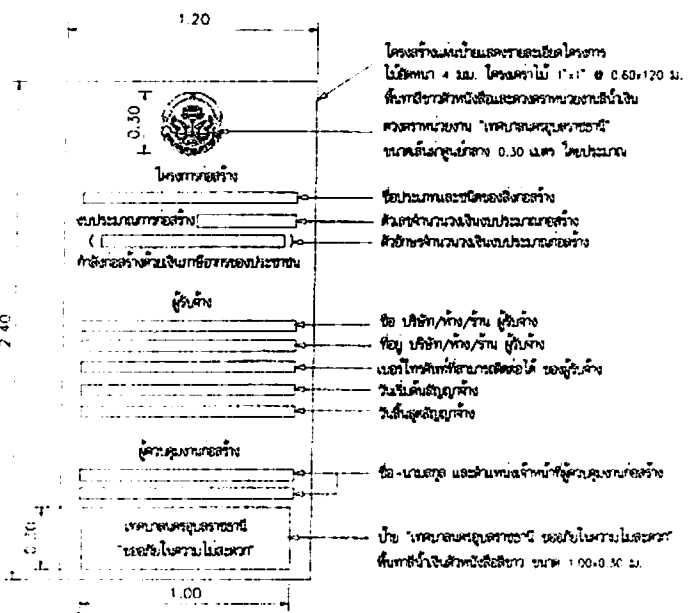 1.20
โครงสร้างแผ่นป้ายแสดงรายละเอียดโครงการ
ไม้อัดหนา 4 มม. โครงเคร่าไม้ 1"x1" @ 0.60x120 ม.
พื้นทาสีขาวตัวหนังสือและดวงตราหน่วยงานสีน้ำเงิน
0.30
ดวงตราหน่วยงาน "เทศบาลนครอุบลราชธานี"
ขนาดเส้นผ่าศูนย์กลาง 0.30 เมตร โดยประมาณ
โครงการก่อสร้าง
ชื่อประเภทและชนิดของสิ่งก่อสร้าง
งบประมาณการก่อสร้าง
ตัวเลขจำนวนวงเงินงบประมาณก่อสร้าง
( )
ตัวอักษรจำนวนวงเงินงบประมาณก่อสร้าง
กำลังก่อสร้างด้วยเงินภาษีอากรของประชาชน
2.40
ผู้รับจ้าง
ชื่อ บริษัท/ห้าง/ร้าน ผู้รับจ้าง
ที่อยู่ บริษัท/ห้าง/ร้าน ผู้รับจ้าง
เบอร์โทรศัพท์ที่สามารถติดต่อได้ ของผู้รับจ้าง
วันเริ่มต้นสัญญาจ้าง
วันสิ้นสุดสัญญาจ้าง
ผู้ควบคุมงานก่อสร้าง
ชื่อ-นามสกุล และตำแหน่งเจ้าหน้าที่ผู้ควบคุมงานก่อสร้าง
0.30
เทศบาลนครอุบลราชธานี
"ขออภัยในความไม่สะดวก"
ป้าย "เทศบาลนครอุบลราชธานี ขออภัยในความไม่สะดวก"
พื้นทาสีน้ำเงินตัวหนังสือสีขาว ขนาด 1.00x0.30 ม.
1.00